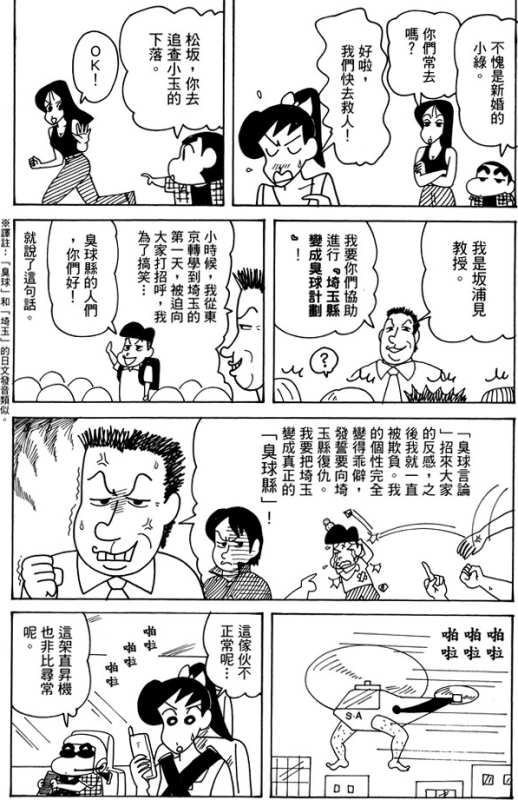 不愧是新婚的
小綠。
你們常去
嗎？
好啦，
我們快去救人！
松坂，你去
追查小玉的
下落。
ＯＫ！
我是坂浦見
教授。
我要你們協助
進行『埼玉縣
變成臭球計劃
』！
？
小時候，我從東
京轉學到埼玉的
第一天，被迫向
大家打招呼，我
為了搞笑…
臭球縣的人們
，你們好！
就說了這句話。
※譯註：「臭球」和「埼玉」的日文發音類似。
「臭球言論
」招來大家
的反感，之
後我就一直
被欺負。我
的個性完全
變得乖僻，
發誓要向埼
玉縣復仇。
我要把埼玉
變成真正的
「臭球縣」！
啪啦
啪啦
啪啦
S·A
這傢伙不
正常呢…
啪啦
啪啦
啪啦
這架直昇機
也非比尋常
呢。